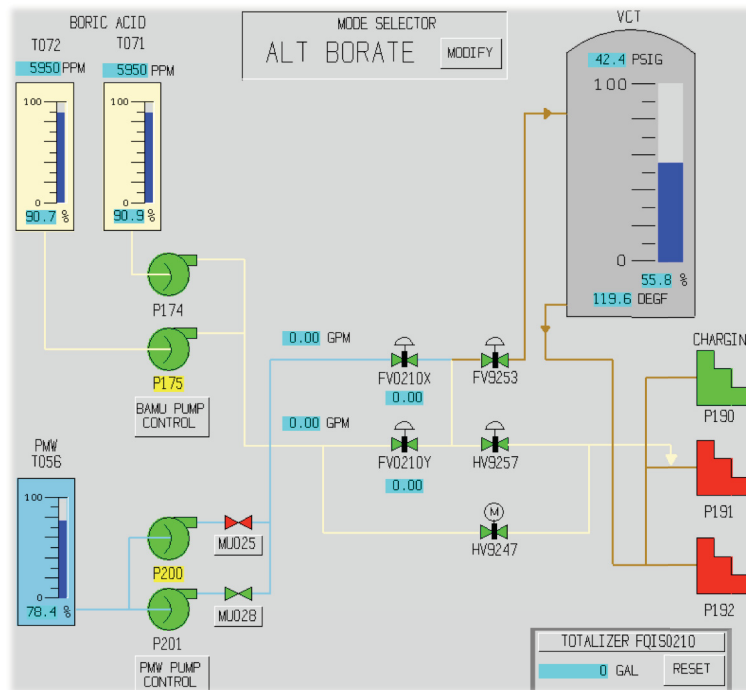 BORIC ACID
T072
T071
5950 PPM
5950 PPM
100
0
90.7 %
100
0
90.9 %
MODE SELECTOR
ALT BORATE
MODIFY
VCT
42.4 PSIG
100
0
55.8 %
119.6 DEGF
P174
P175
BAMU PUMP
CONTROL
0.00 GPM
FV0210X
0.00
FV9253
0.00 GPM
FV0210Y
0.00
HV9257
M
HV9247
CHARGIN
P190
P191
P192
PMW
T056
100
0
78.4 %
P200
MU025
P201
MU028
PMW PUMP
CONTROL
TOTALIZER FQIS0210
0 GAL
RESET